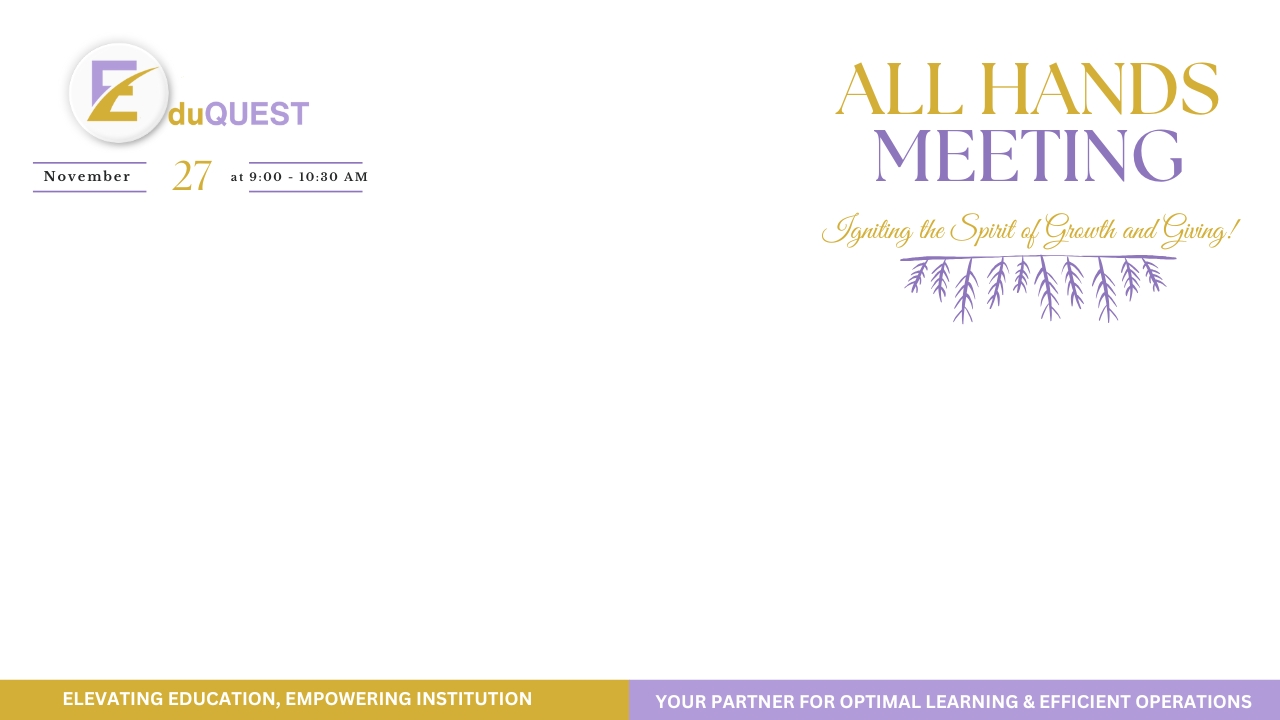 EduQUEST
November 27 at 9:00 - 10:30 AM
ALL HANDS
MEETING
Igniting the Spirit of Growth and Giving!
ELEVATING EDUCATION, EMPOWERING INSTITUTION
YOUR PARTNER FOR OPTIMAL LEARNING & EFFICIENT OPERATIONS